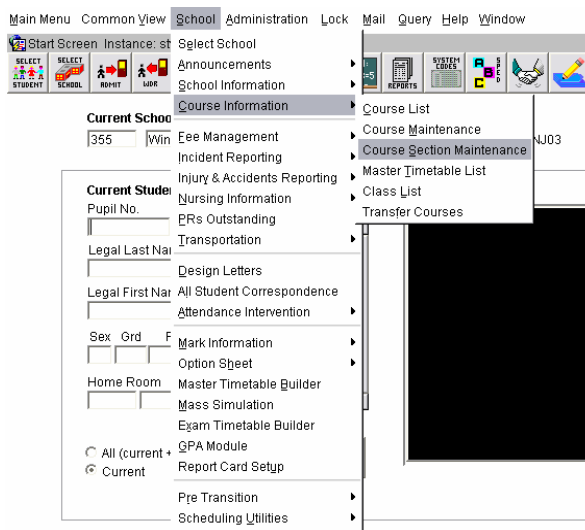 Main Menu Common View School Administration Lock Mail Query Help Window
Start Screen Instance: st
SELECT STUDENT
SELECT SCHOOL
ADMIT
WDR
REPORTS
SYSTEM CODES
ABC SPED
Select School
Announcements
School Information
Course Information
Fee Management
Incident Reporting
Injury & Accidents Reporting
Nursing Information
PRs Outstanding
Transportation
Design Letters
All Student Correspondence
Attendance Intervention
Mark Information
Option Sheet
Master Timetable Builder
Mass Simulation
Exam Timetable Builder
GPA Module
Report Card Setup
Pre Transition
Scheduling Utilities
Course List
Course Maintenance
Course Section Maintenance
Master Timetable List
Class List
Transfer Courses
Current Schoo
355 Win
NJ03
Current Studen
Pupil No.
Legal Last Nar
Legal First Nar
Sex Grd
Home Room
All (current +
Current